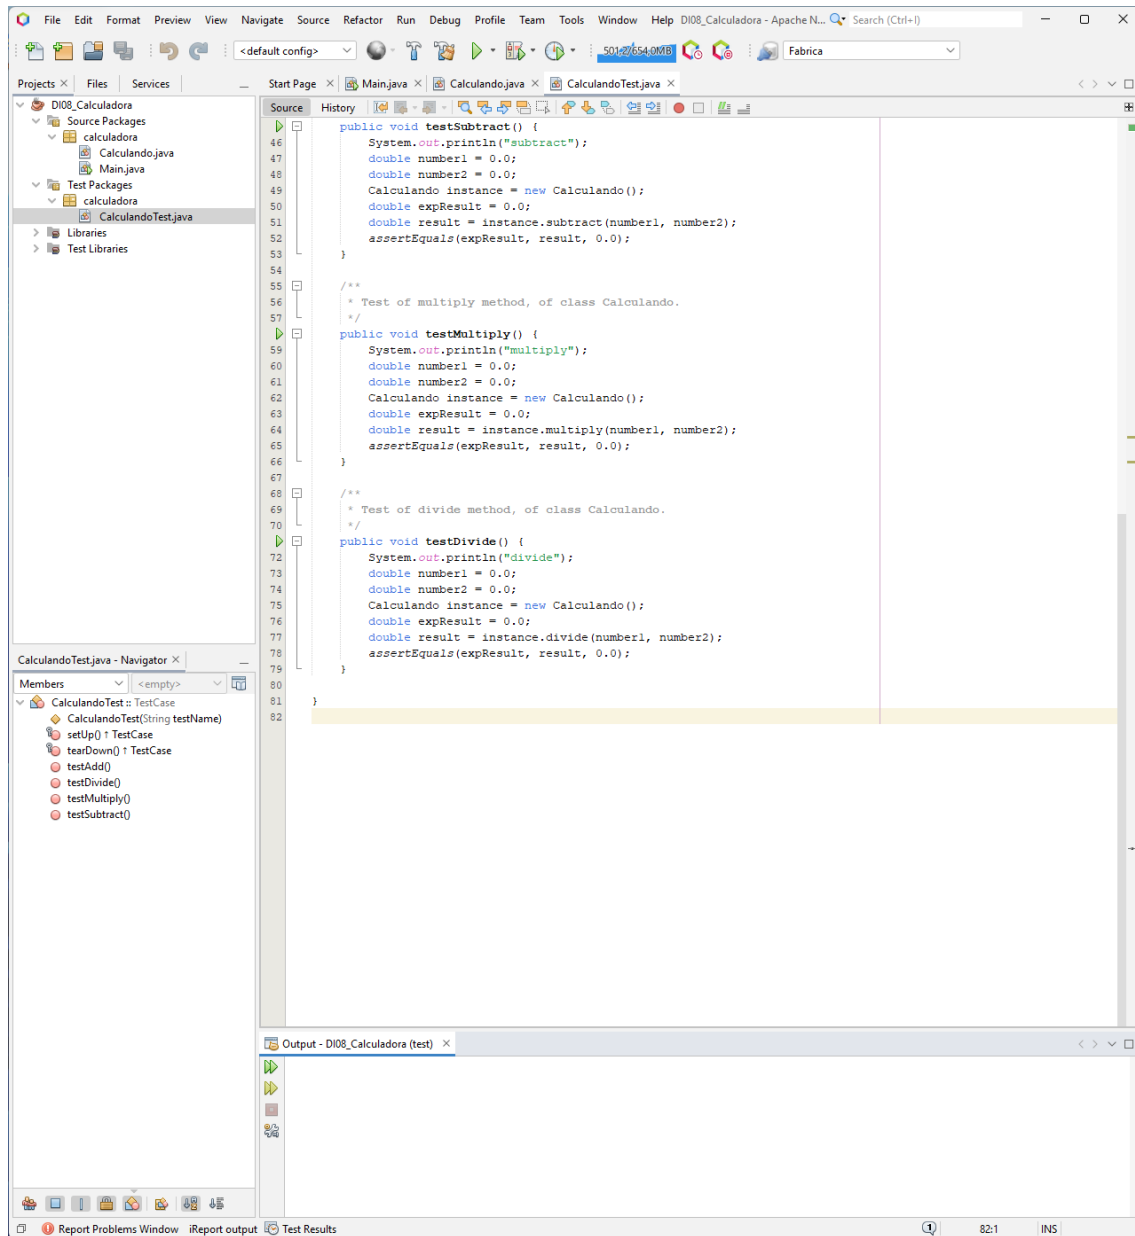 File Edit Format Preview View Navigate Source Refactor Run Debug Profile Team Tools Window Help DI08_Calculadora - Apache N... Search (Ctrl+I)
<default config> 501,2/654,0MB Fabrica
Projects Files Services
Start Page Main.java Calculando.java CalculandoTest.java
DI08_Calculadora
Source Packages
calculadora
Calculando.java
Main.java
Test Packages
calculadora
CalculandoTest.java
Libraries
Test Libraries
Source History
public void testSubtract() {
46 System.out.println("subtract");
47 double number1 = 0.0;
48 double number2 = 0.0;
49 Calculando instance = new Calculando();
50 double expResult = 0.0;
51 double result = instance.subtract(number1, number2);
52 assertEquals(expResult, result, 0.0);
53 }
54
55 /**
56 * Test of multiply method, of class Calculando.
57 */
public void testMultiply() {
59 System.out.println("multiply");
60 double number1 = 0.0;
61 double number2 = 0.0;
62 Calculando instance = new Calculando();
63 double expResult = 0.0;
64 double result = instance.multiply(number1, number2);
65 assertEquals(expResult, result, 0.0);
66 }
67
68 /**
69 * Test of divide method, of class Calculando.
70 */
public void testDivide() {
72 System.out.println("divide");
73 double number1 = 0.0;
74 double number2 = 0.0;
75 Calculando instance = new Calculando();
76 double expResult = 0.0;
77 double result = instance.divide(number1, number2);
78 assertEquals(expResult, result, 0.0);
79 }
80
81 }
82
CalculandoTest.java - Navigator
Members <empty>
CalculandoTest :: TestCase
CalculandoTest(String testName)
setUp() ↑ TestCase
tearDown() ↑ TestCase
testAdd()
testDivide()
testMultiply()
testSubtract()
Output - DI08_Calculadora (test)
Report Problems Window iReport output Test Results 1 82:1 INS